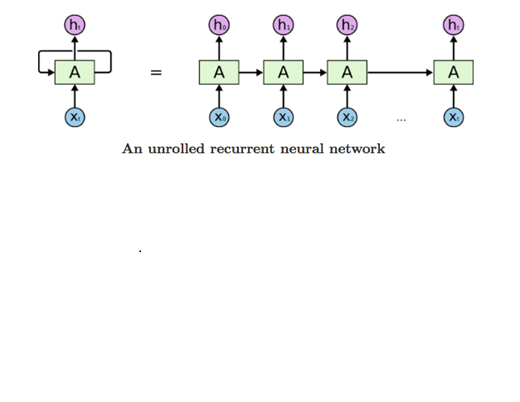 hₜ h₀ h₁ h₂ hₜ
A = A A A A
xₜ x₀ x₁ x₂ ... xₜ
An unrolled recurrent neural network